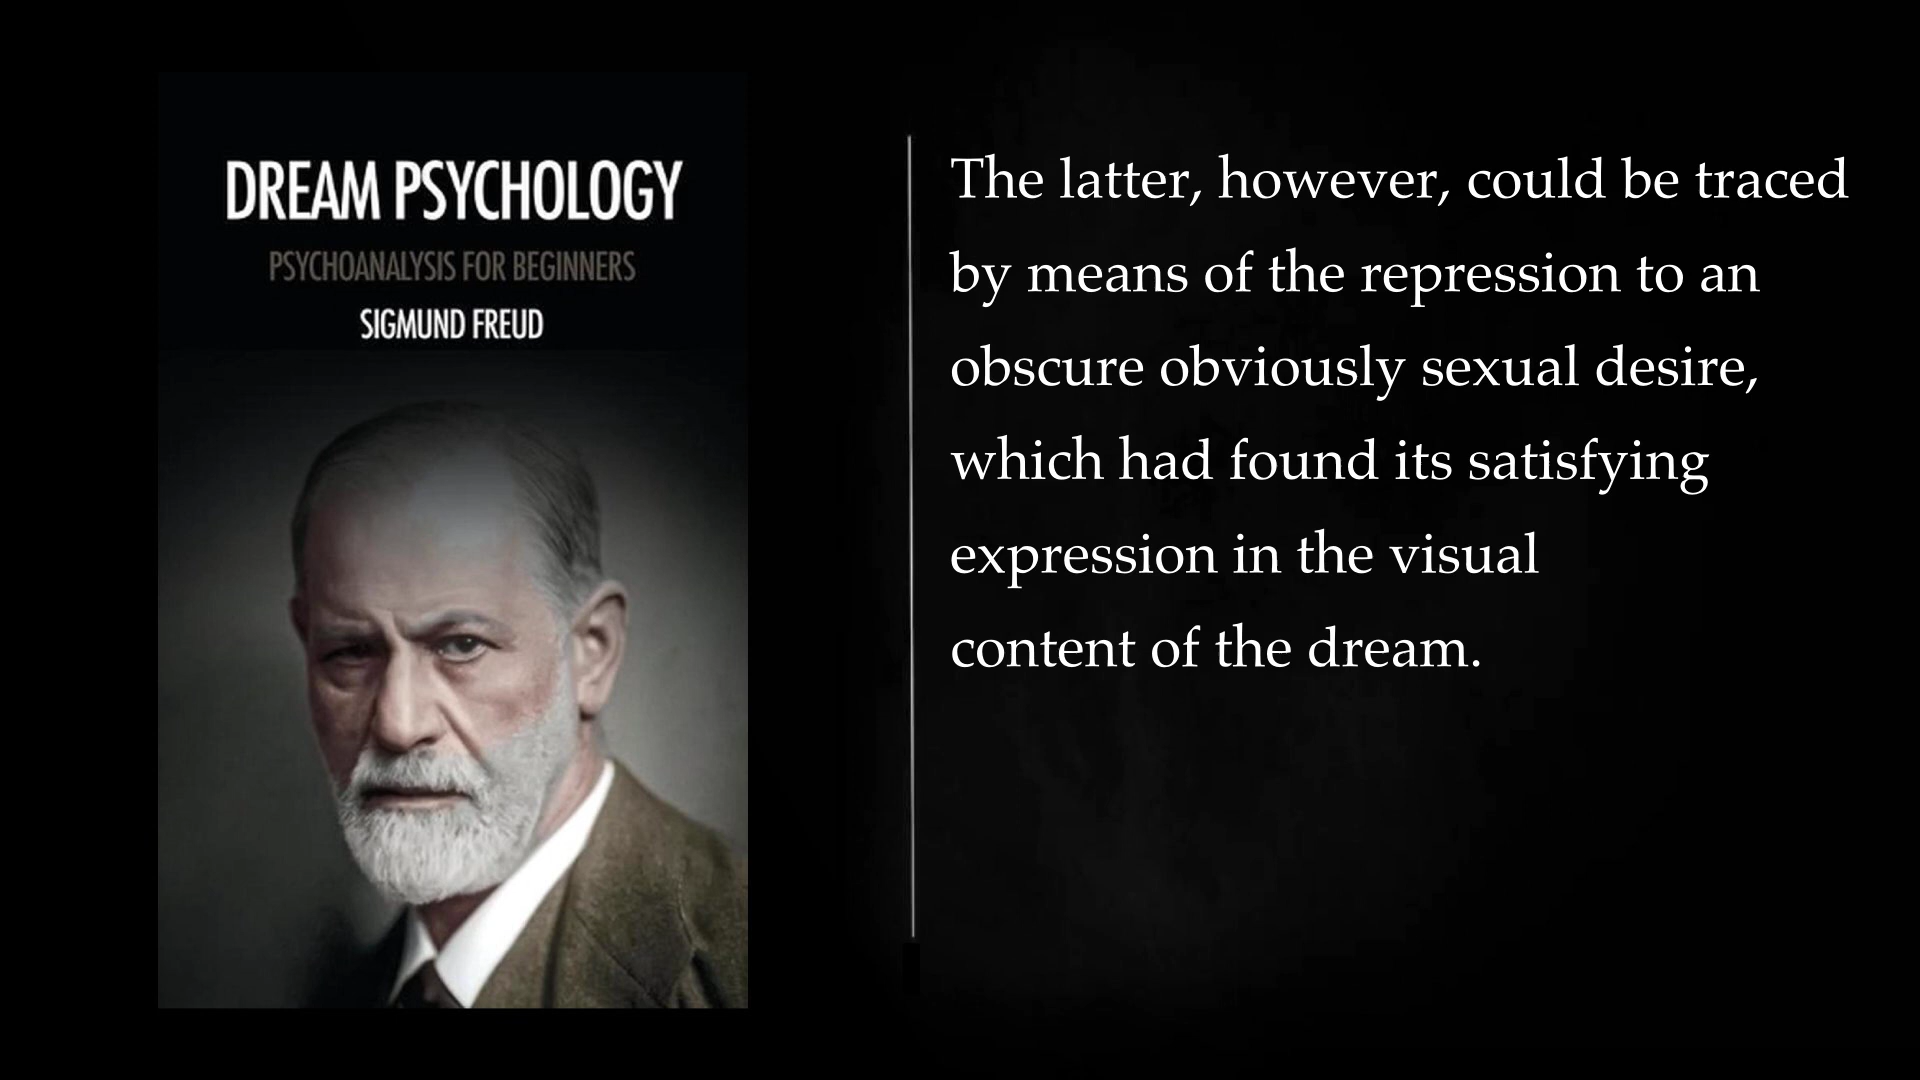 DREAM PSYCHOLOGY
PSYCHOANALYSIS FOR BEGINNERS
SIGMUND FREUD
The latter, however, could be traced
by means of the repression to an
obscure obviously sexual desire,
which had found its satisfying
expression in the visual
content of the dream.